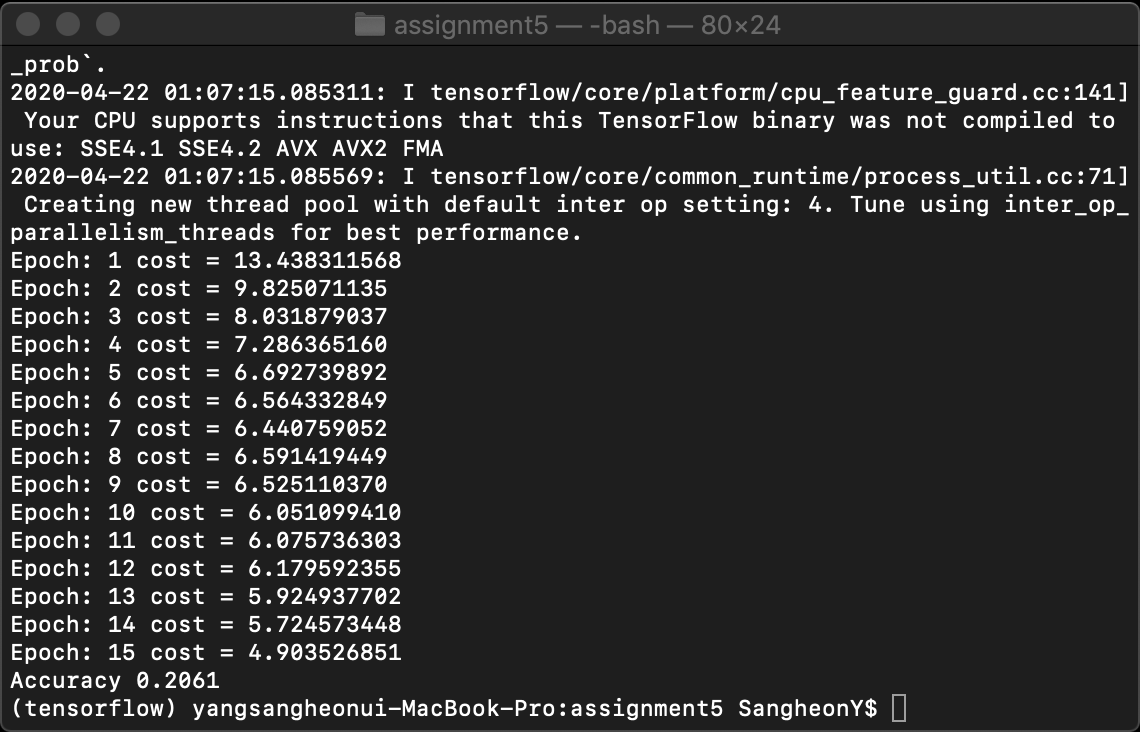 assignment5 — -bash — 80×24
_prob`.
2020-04-22 01:07:15.085311: I tensorflow/core/platform/cpu_feature_guard.cc:141]
 Your CPU supports instructions that this TensorFlow binary was not compiled to
use: SSE4.1 SSE4.2 AVX AVX2 FMA
2020-04-22 01:07:15.085569: I tensorflow/core/common_runtime/process_util.cc:71]
 Creating new thread pool with default inter op setting: 4. Tune using inter_op_
parallelism_threads for best performance.
Epoch: 1 cost = 13.438311568
Epoch: 2 cost = 9.825071135
Epoch: 3 cost = 8.031879037
Epoch: 4 cost = 7.286365160
Epoch: 5 cost = 6.692739892
Epoch: 6 cost = 6.564332849
Epoch: 7 cost = 6.440759052
Epoch: 8 cost = 6.591419449
Epoch: 9 cost = 6.525110370
Epoch: 10 cost = 6.051099410
Epoch: 11 cost = 6.075736303
Epoch: 12 cost = 6.179592355
Epoch: 13 cost = 5.924937702
Epoch: 14 cost = 5.724573448
Epoch: 15 cost = 4.903526851
Accuracy 0.2061
(tensorflow) yangsangheonui-MacBook-Pro:assignment5 SangheonY$